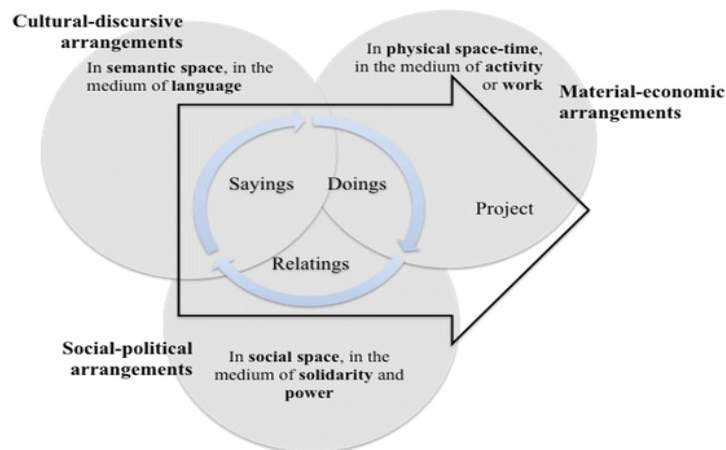 Cultural-discursive
arrangements
In semantic space, in the
medium of language
In physical space-time,
in the medium of activity
or work
Material-economic
arrangements
Sayings
Doings
Project
Relatings
Social-political
arrangements
In social space, in the
medium of solidarity and
power